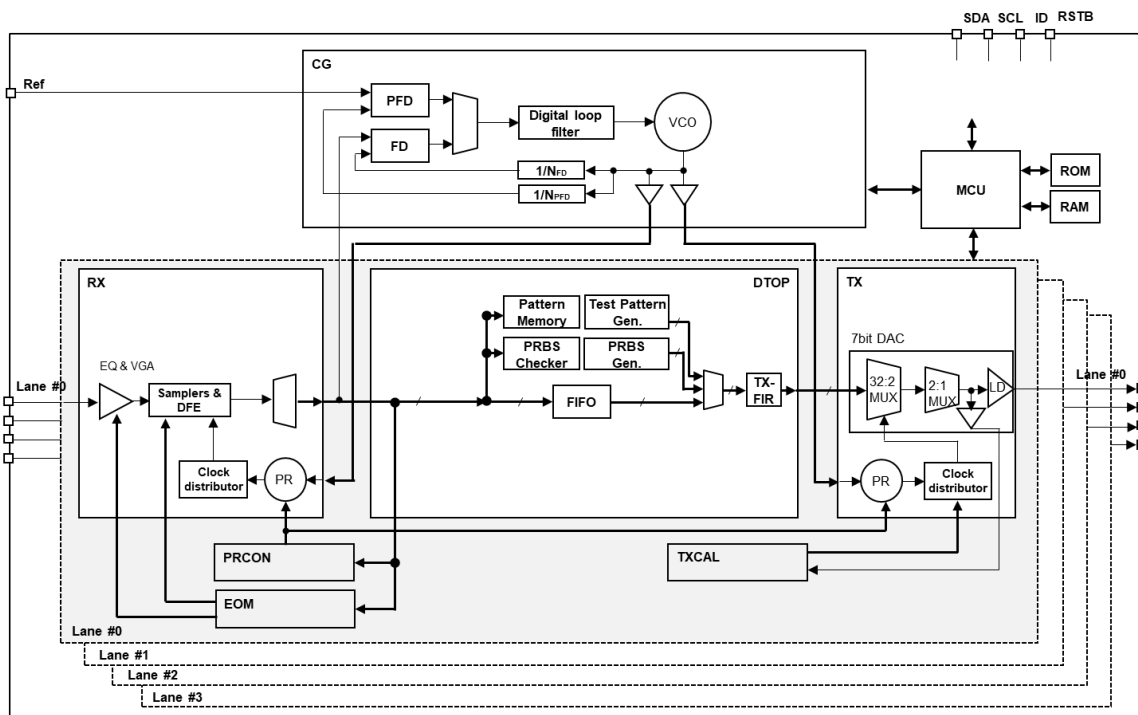 SDA SCL ID RSTB
CG
Ref
PFD
FD
Digital loop
filter
VCO
1/NFD
1/NPFD
MCU
ROM
RAM
RX
EQ & VGA
Lane #0
Samplers &
DFE
Clock
distributor
PR
DTOP
Pattern
Memory
Test Pattern
Gen.
PRBS
Checker
PRBS
Gen.
FIFO
TX-
FIR
TX
7bit DAC
32:2
MUX
2:1
MUX
LD
Lane #0
PR
Clock
distributor
PRCON
TXCAL
EOM
Lane #0
Lane #1
Lane #2
Lane #3